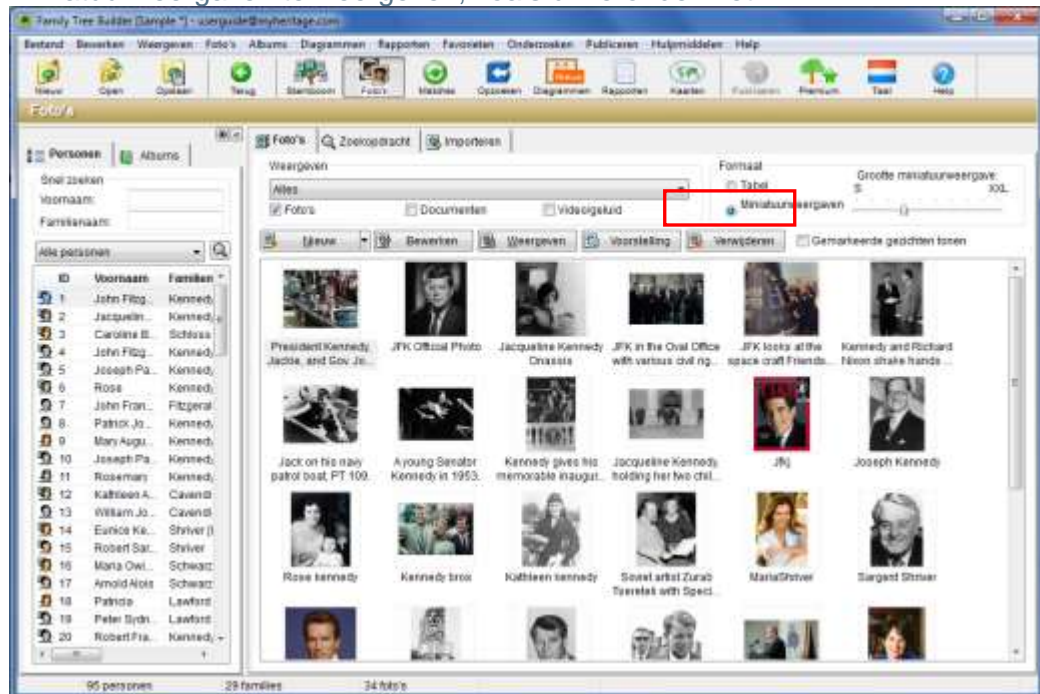 Family Tree Builder [Sample *] - userguide@myheritage.com
Bestand Bewerken Weergeven Foto's Albums Diagrammen Rapporten Favorieten Onderzoeken Publiceren Hulpmiddelen Help
Nieuw Open Opslaan Terug Stamboom Foto's Matches Opzoeken Diagrammen Rapporten Kaarten Publiceren Premium Taal Help
Foto's
Personen Albums
Foto's Zoekopdracht Importeren
Snel zoeken
Voornaam:
Familienaam:
Alle personen
Weergeven
Alles
Foto's Documenten Video/geluid
Formaat
Tabel
Miniatuurweergaven
Grootte miniatuurweergave:
S XXL
Nieuw Bewerken Weergeven Voorstelling Verwijderen Gemarkeerde gezichten tonen
ID Voornaam Familien
1 John Fitzg... Kennedy
2 Jacquelin... Kennedy
3 Caroline B... Schloss
4 John Fitzg... Kennedy
5 Joseph Pa... Kennedy
6 Rose Kennedy
7 John Fran... Fitzgeral
8 Patrick Jo... Kennedy
9 Mary Augu... Kennedy
10 Joseph Pa... Kennedy
11 Rosemary Kennedy
12 Kathleen A... Cavendi
13 William Jo... Cavendi
14 Eunice Ke... Shriver (
15 Robert Sar... Shriver
16 Maria Owi... Schwarz
17 Arnold Alois Schwarz
18 Patricia Lawford
19 Peter Sydn... Lawford
20 Robert Fra... Kennedy
President Kennedy,
Jackie, and Gov. Jo...
JFK Official Photo
Jacqueline Kennedy
Onassis
JFK in the Oval Office
with various civil rig...
JFK looks at the
space craft Friends...
Kennedy and Richard
Nixon shake hands ...
Jack on his navy
patrol boat, PT 109.
A young Senator
Kennedy in 1953.
Kennedy gives his
memorable inaugur...
Jacqueline Kennedy
holding her two chil...
Jfkj
Joseph Kennedy
Rose kennedy
Kennedy bros
Kathleen kennedy
Soviet artist Zurab
Tsereteli with Speci...
MariaShriver
Sargent Shriver
95 personen 29 families 34 foto's